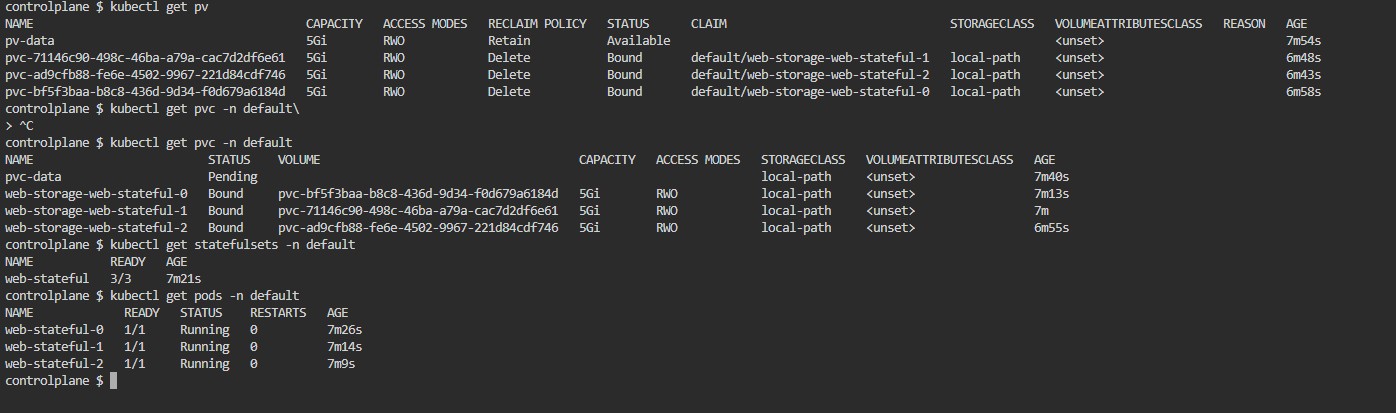 controlplane $ kubectl get pv
NAME CAPACITY ACCESS MODES RECLAIM POLICY STATUS CLAIM STORAGECLASS VOLUMEATTRIBUTESCLASS REASON AGE
pv-data 5Gi RWO Retain Available <unset> 7m54s
pvc-71146c90-498c-46ba-a79a-cac7d2df6e61 5Gi RWO Delete Bound default/web-storage-web-stateful-1 local-path <unset> 6m48s
pvc-ad9cfb88-fe6e-4502-9967-221d84cdf746 5Gi RWO Delete Bound default/web-storage-web-stateful-2 local-path <unset> 6m43s
pvc-bf5f3baa-b8c8-436d-9d34-f0d679a6184d 5Gi RWO Delete Bound default/web-storage-web-stateful-0 local-path <unset> 6m58s
controlplane $ kubectl get pvc -n default\
> ^C
controlplane $ kubectl get pvc -n default
NAME STATUS VOLUME CAPACITY ACCESS MODES STORAGECLASS VOLUMEATTRIBUTESCLASS AGE
pvc-data Pending local-path <unset> 7m40s
web-storage-web-stateful-0 Bound pvc-bf5f3baa-b8c8-436d-9d34-f0d679a6184d 5Gi RWO local-path <unset> 7m13s
web-storage-web-stateful-1 Bound pvc-71146c90-498c-46ba-a79a-cac7d2df6e61 5Gi RWO local-path <unset> 7m
web-storage-web-stateful-2 Bound pvc-ad9cfb88-fe6e-4502-9967-221d84cdf746 5Gi RWO local-path <unset> 6m55s
controlplane $ kubectl get statefulsets -n default
NAME READY AGE
web-stateful 3/3 7m21s
controlplane $ kubectl get pods -n default
NAME READY STATUS RESTARTS AGE
web-stateful-0 1/1 Running 0 7m26s
web-stateful-1 1/1 Running 0 7m14s
web-stateful-2 1/1 Running 0 7m9s
controlplane $